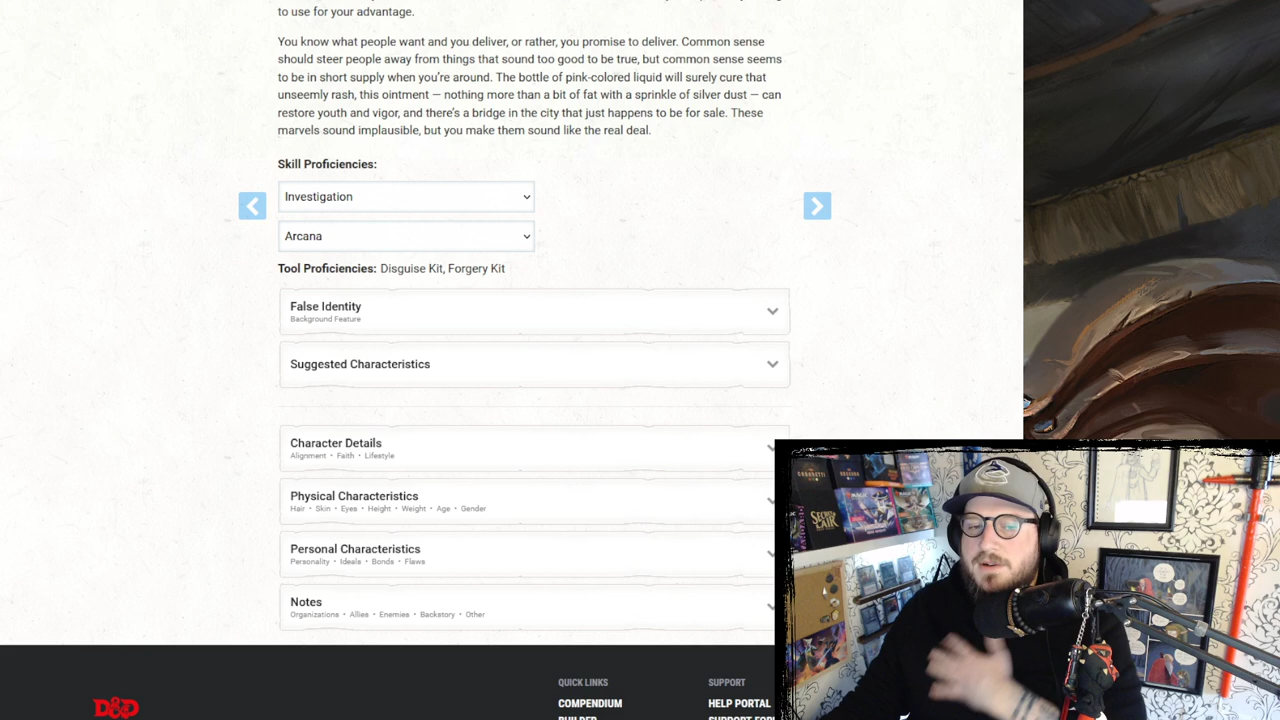 to use for your advantage.
You know what people want and you deliver, or rather, you promise to deliver. Common sense
should steer people away from things that sound too good to be true, but common sense seems
to be in short supply when you're around. The bottle of pink-colored liquid will surely cure that
unseemly rash, this ointment — nothing more than a bit of fat with a sprinkle of silver dust — can
restore youth and vigor, and there's a bridge in the city that just happens to be for sale. These
marvels sound implausible, but you make them sound like the real deal.
Skill Proficiencies:
Investigation
Arcana
Tool Proficiencies: Disguise Kit, Forgery Kit
False Identity
Background Feature
Suggested Characteristics
Character Details
Alignment • Faith • Lifestyle
Physical Characteristics
Hair • Skin • Eyes • Height • Weight • Age • Gender
Personal Characteristics
Personality • Ideals • Bonds • Flaws
Notes
Organizations • Allies • Enemies • Backstory • Other
D&D
QUICK LINKS
COMPENDIUM
SUPPORT
HELP PORTAL
MAGIC
SECRET
LAIR